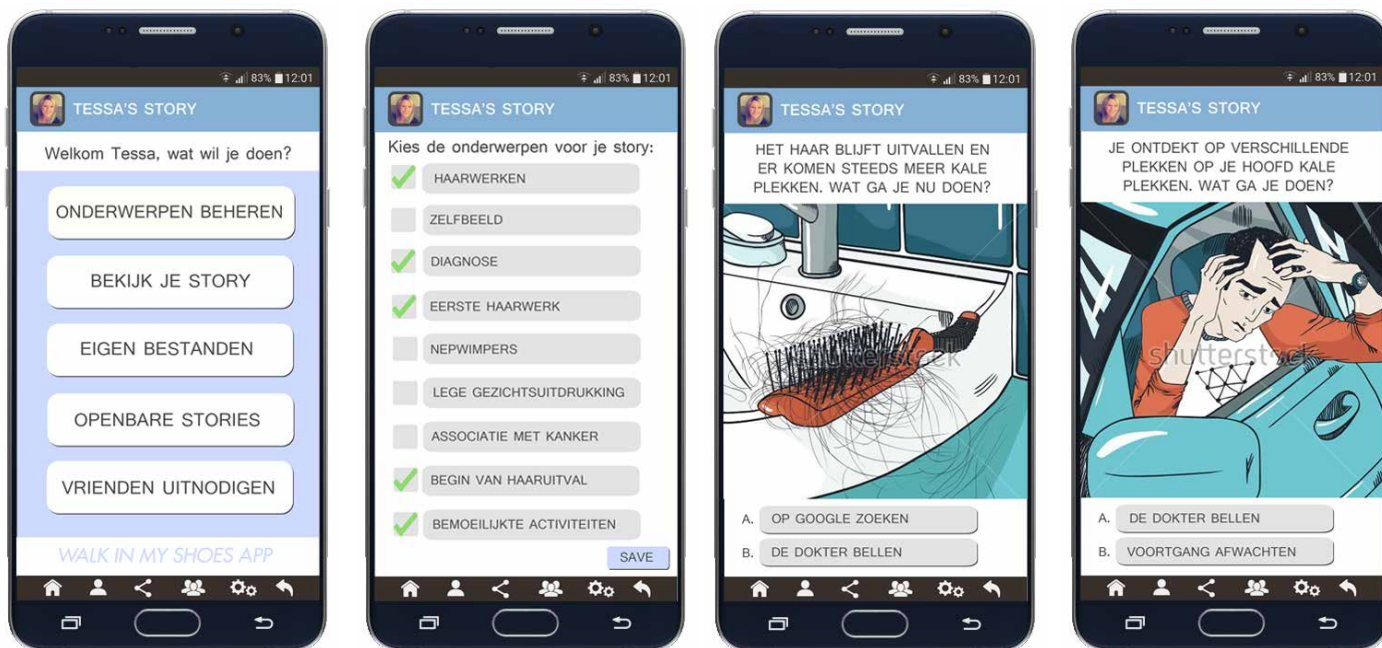 83% 12:01
TESSA'S STORY
Welkom Tessa, wat wil je doen?
ONDERWERPEN BEHEREN
BEKIJK JE STORY
EIGEN BESTANDEN
OPENBARE STORIES
VRIENDEN UITNODIGEN
WALK IN MY SHOES APP
83% 12:01
TESSA'S STORY
Kies de onderwerpen voor je story:
HAARWERKEN
ZELFBEELD
DIAGNOSE
EERSTE HAARWERK
NEPWIMPERS
LEGE GEZICHTSUITDRUKKING
ASSOCIATIE MET KANKER
BEGIN VAN HAARUITVAL
BEMOEILIJKTE ACTIVITEITEN
SAVE
83% 12:01
TESSA'S STORY
HET HAAR BLIJFT UITVALLEN EN
ER KOMEN STEEDS MEER KALE
PLEKKEN. WAT GA JE NU DOEN?
shutterstock
A. OP GOOGLE ZOEKEN
B. DE DOKTER BELLEN
83% 12:01
TESSA'S STORY
JE ONTDEKT OP VERSCHILLENDE
PLEKKEN OP JE HOOFD KALE
PLEKKEN. WAT GA JE DOEN?
shutterstock
A. DE DOKTER BELLEN
B. VOORTGANG AFWACHTEN